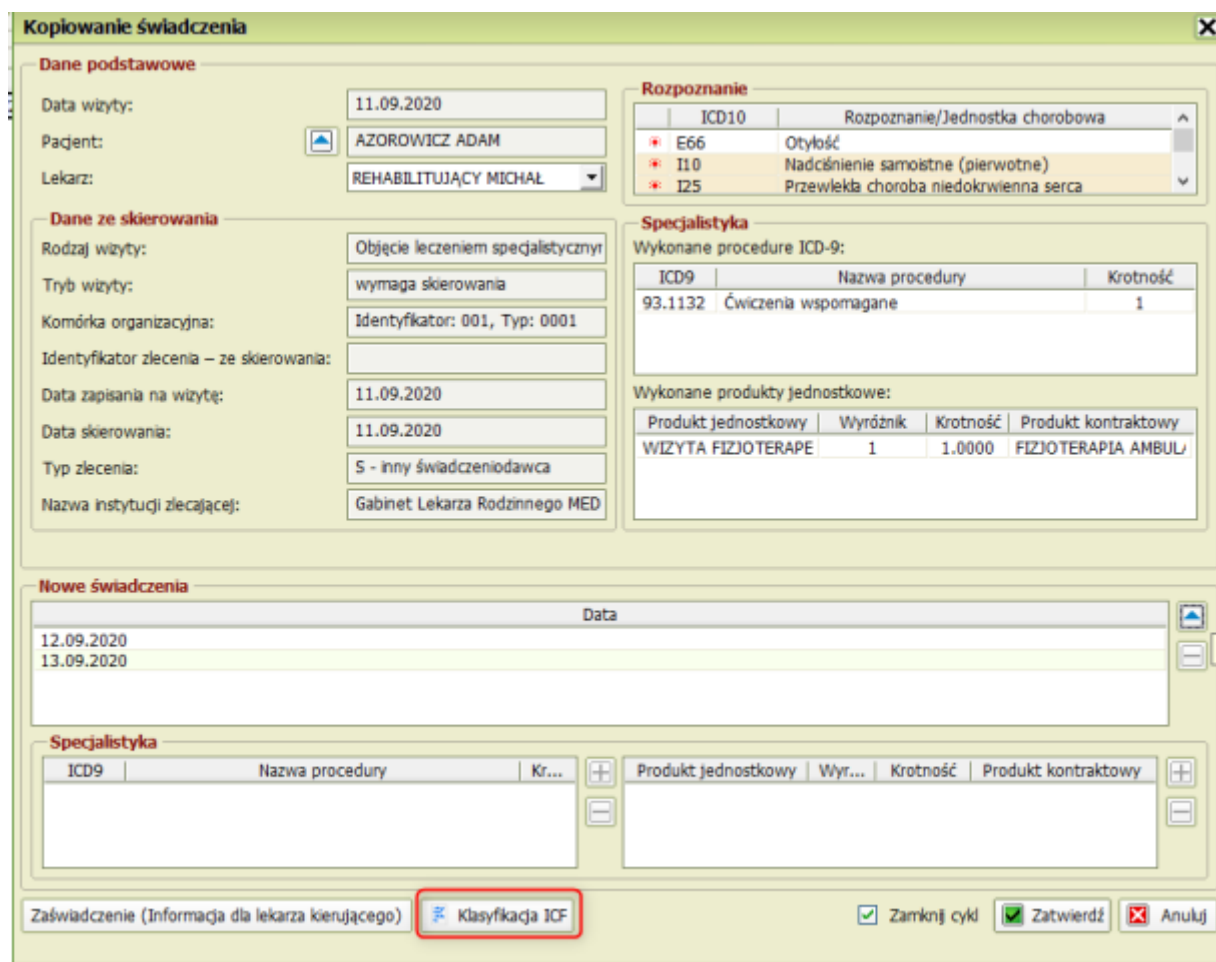 Kopiowanie świadczenia
Dane podstawowe
Data wizyty: 11.09.2020
Pacjent: AZOROWICZ ADAM
Lekarz: REHABILITUJĄCY MICHAŁ
Dane ze skierowania
Rodzaj wizyty: Objęcie leczeniem specjalistycznyr
Tryb wizyty: wymaga skierowania
Komórka organizacyjna: Identyfikator: 001, Typ: 0001
Identyfikator zlecenia – ze skierowania:
Data zapisania na wizytę: 11.09.2020
Data skierowania: 11.09.2020
Typ zlecenia: S - inny świadczeniodawca
Nazwa instytucji zlecającej: Gabinet Lekarza Rodzinnego MED
Rozpoznanie
ICD10 Rozpoznanie/Jednostka chorobowa
E66 Otyłość
I10 Nadciśnienie samoistne (pierwotne)
I25 Przewlekła choroba niedokrwienna serca
Specjalistyka
Wykonane procedure ICD-9:
ICD9 Nazwa procedury Krotność
93.1132 Ćwiczenia wspomagane 1
Wykonane produkty jednostkowe:
Produkt jednostkowy Wyróżnik Krotność Produkt kontraktowy
WIZYTA FIZJOTERAPE 1 1.0000 FIZJOTERAPIA AMBUL
Nowe świadczenia
Data
12.09.2020
13.09.2020
Specjalistyka
ICD9 Nazwa procedury Kr...
Produkt jednostkowy Wyr... Krotność Produkt kontraktowy
Zaświadczenie (Informacja dla lekarza kierującego) Klasyfikacja ICF Zamknij cykl Zatwierdź Anuluj